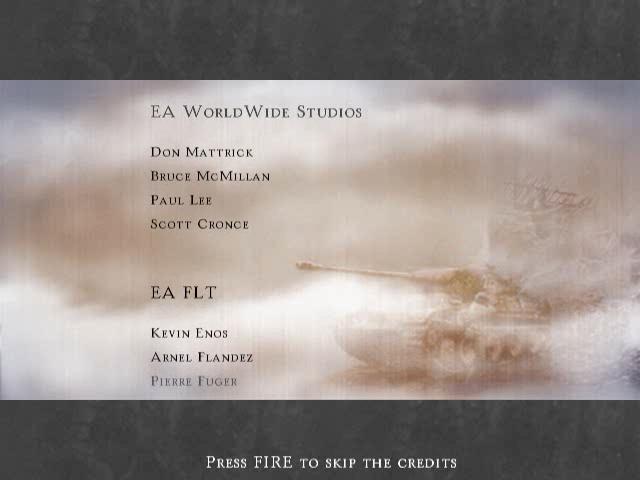 EA WorldWide Studios
Don Mattrick
Bruce McMillan
Paul Lee
Scott Cronce
EA FLT
Kevin Enos
Arnel Flandez
Pierre Fuger
Press FIRE to skip the credits